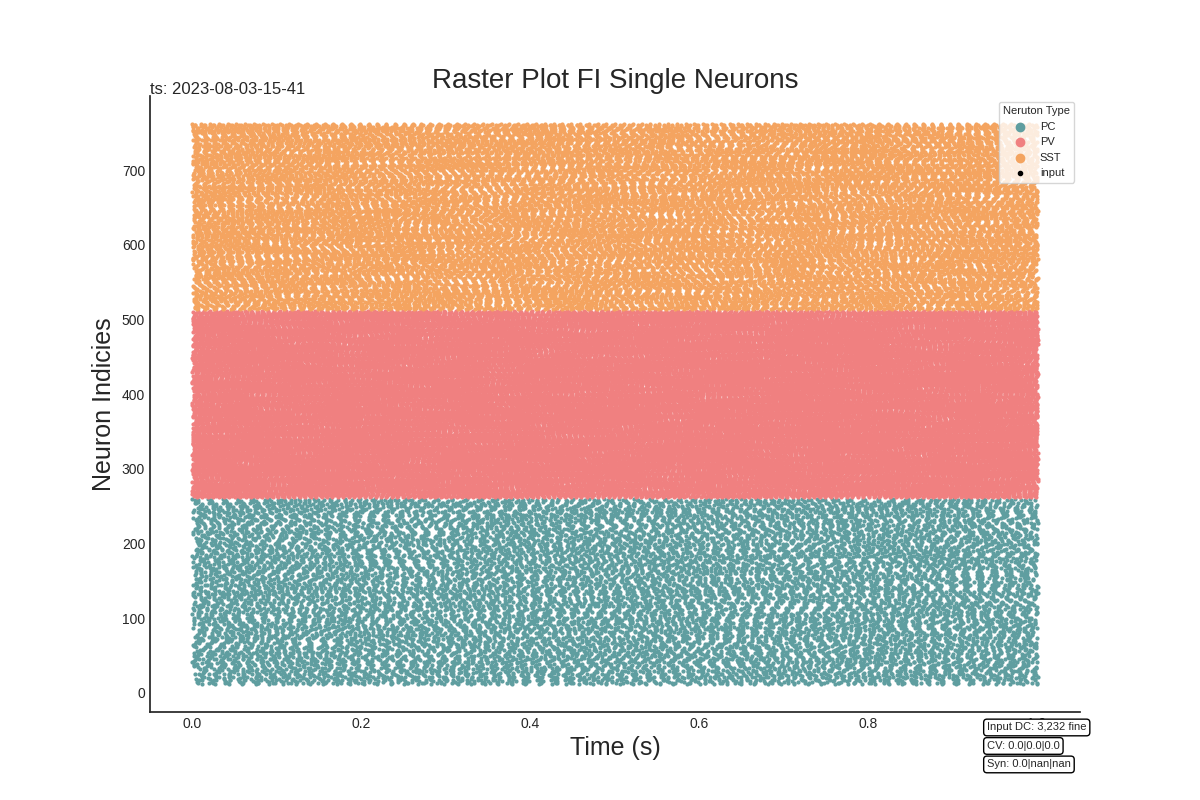 Raster Plot FI Single Neurons
ts: 2023-08-03-15-41
Neruton Type
PC
PV
SST
input
Neuron Indicies
700
600
500
400
300
200
100
0
0.0
0.2
0.4
0.6
0.8
Time (s)
Input DC: 3,232 fine
CV: 0.0|0.0|0.0
Syn: 0.0|nan|nan